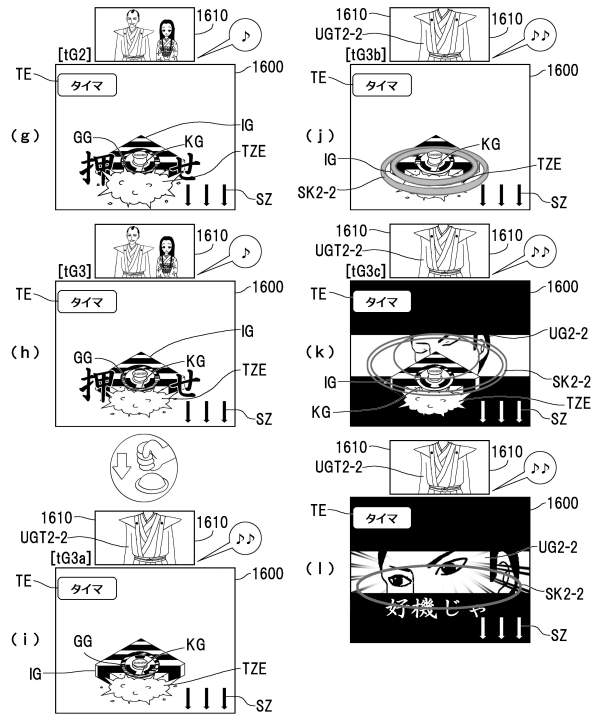 1610
[tG2]
♪
TE
1600
タイマ
(g)
GG
IG
KG
TZE
押せ
SZ
1610
[tG3]
♪
TE
1600
タイマ
(h)
IG
GG
KG
TZE
押せ
SZ
1610
1610
UGT2-2
♪♪
[tG3a]
TE
1600
タイマ
(i)
GG
KG
IG
TZE
SZ
1610
1610
UGT2-2
♪♪
[tG3b]
TE
1600
タイマ
(j)
KG
IG
TZE
SK2-2
SZ
1610
1610
UGT2-2
♪♪
[tG3c]
TE
1600
タイマ
(k)
UG2-2
SK2-2
IG
KG
TZE
SZ
1610
1610
UGT2-2
♪♪
TE
1600
タイマ
(l)
UG2-2
SK2-2
好機じゃ
SZ